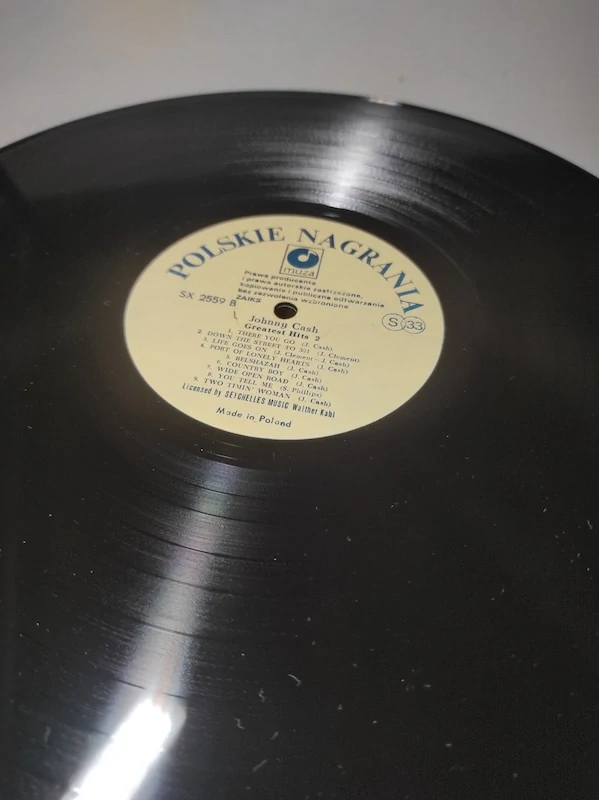 POLSKIE NAGRANIA
muza
Prawa producenta
i prawa autorskie zastrzeżone,
kopiowanie i publiczne odtwarzanie
bez zezwolenia wzbronione
SX 2559 B
ZAIKS
S 33
Johnny Cash
Greatest Hits 2
1. THERE YOU GO (J. Cash)
2. DOWN THE STREET TO 301 (J. Clement)
3. LIFE GOES ON (J. Clement - J. Cash)
4. PORT OF LONELY HEARTS (J. Cash)
5. BELSHAZAH (J. Cash)
6. COUNTRY BOY (J. Cash)
7. WIDE OPEN ROAD (J. Cash)
8. YOU TELL ME (S. Phillips)
9. TWO TIMIN' WOMAN (J. Cash)
Licensed by SEYCHELLES MUSIC Walther Kabl
Made in Poland